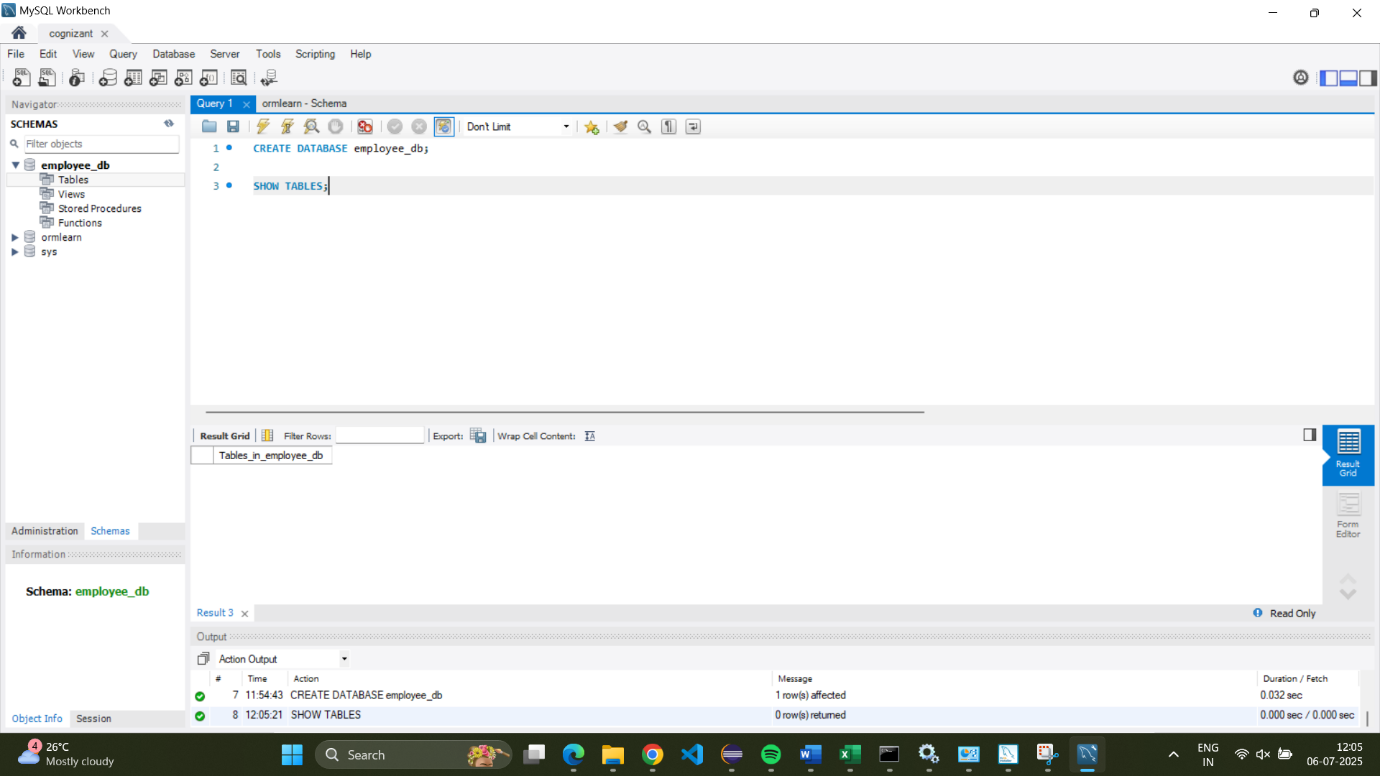 MySQL Workbench
cognizant
File Edit View Query Database Server Tools Scripting Help
Navigator
SCHEMAS
Filter objects
employee_db
Tables
Views
Stored Procedures
Functions
ormlearn
sys
Administration Schemas
Information
Schema: employee_db
Object Info Session
Query 1 ormlearn - Schema
Don't Limit
1 CREATE DATABASE employee_db;
2
3 SHOW TABLES;
Result Grid Filter Rows: Export: Wrap Cell Content:
Tables_in_employee_db
Result Grid
Form Editor
Result 3 Read Only
Output
Action Output
# Time Action Message Duration / Fetch
7 11:54:43 CREATE DATABASE employee_db 1 row(s) affected 0.032 sec
8 12:05:21 SHOW TABLES 0 row(s) returned 0.000 sec / 0.000 sec
4 26°C
Mostly cloudy
Search
ENG
IN
12:05
06-07-2025